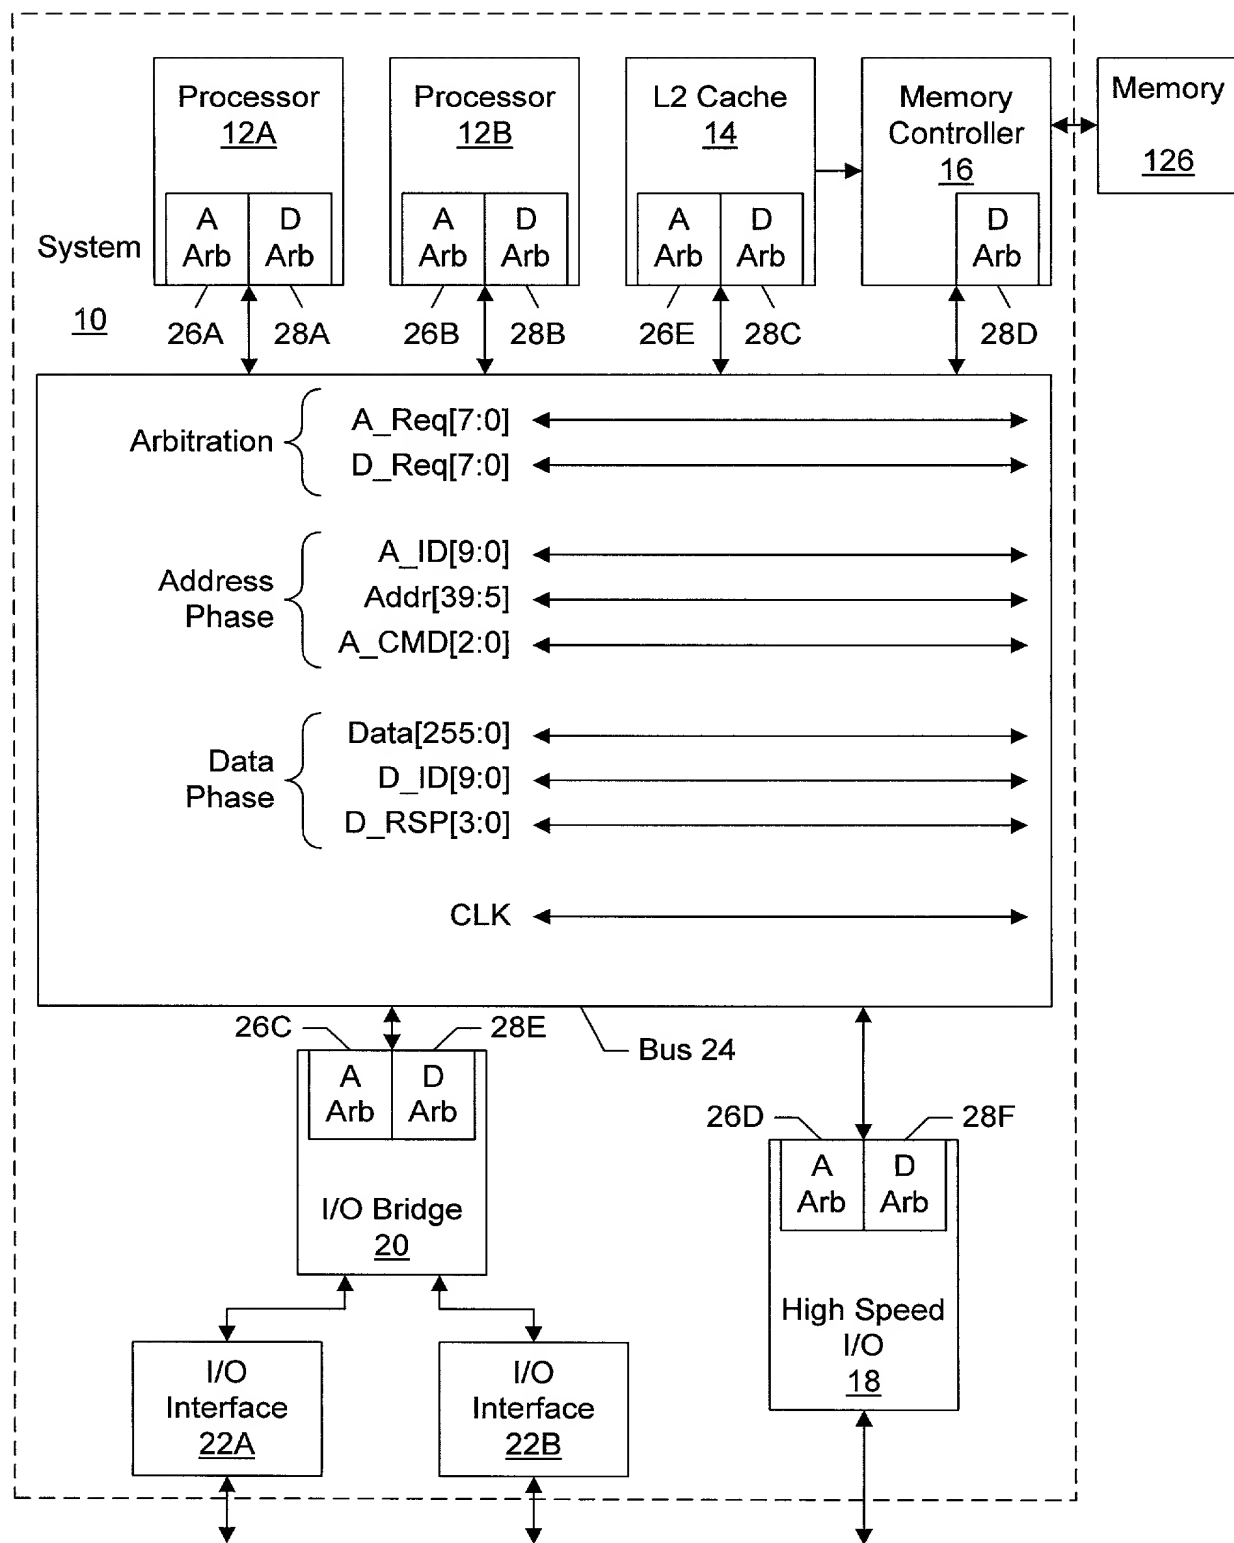 Processor
12A
A
Arb
D
Arb
26A
28A
Processor
12B
A
Arb
D
Arb
26B
28B
L2 Cache
14
A
Arb
D
Arb
26E
28C
Memory
Controller
16
D
Arb
28D
Memory
126
System
10
Arbitration
A_Req[7:0]
D_Req[7:0]
Address
Phase
A_ID[9:0]
Addr[39:5]
A_CMD[2:0]
Data
Phase
Data[255:0]
D_ID[9:0]
D_RSP[3:0]
CLK
Bus 24
26C
28E
A
Arb
D
Arb
I/O Bridge
20
26D
28F
A
Arb
D
Arb
High Speed
I/O
18
I/O
Interface
22A
I/O
Interface
22B